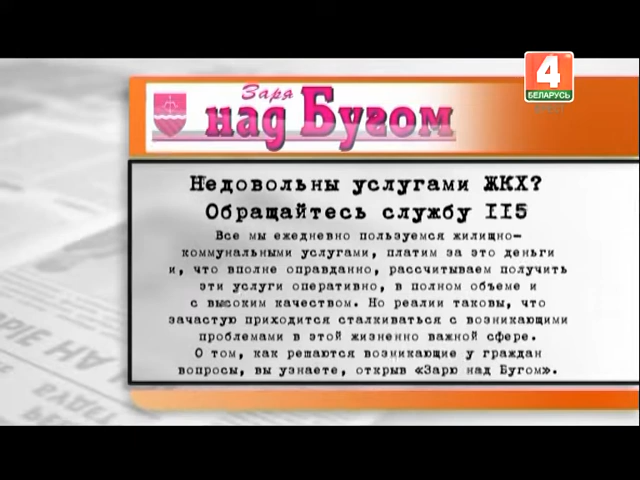 4
БЕЛАРУСЬ
Заря
над Бугом
Недовольны услугами ЖКХ?
Обращайтесь службу 115
Все мы ежедневно пользуемся жилищно-
коммунальными услугами, платим за это деньги
и, что вполне оправданно, рассчитываем получить
эти услуги оперативно, в полном объеме и
с высоким качеством. Но реалии таковы, что
зачастую приходится сталкиваться с возникающими
проблемами в этой жизненно важной сфере.
О том, как решаются возникающие у граждан
вопросы, вы узнаете, открыв «Зарю над Бугом».